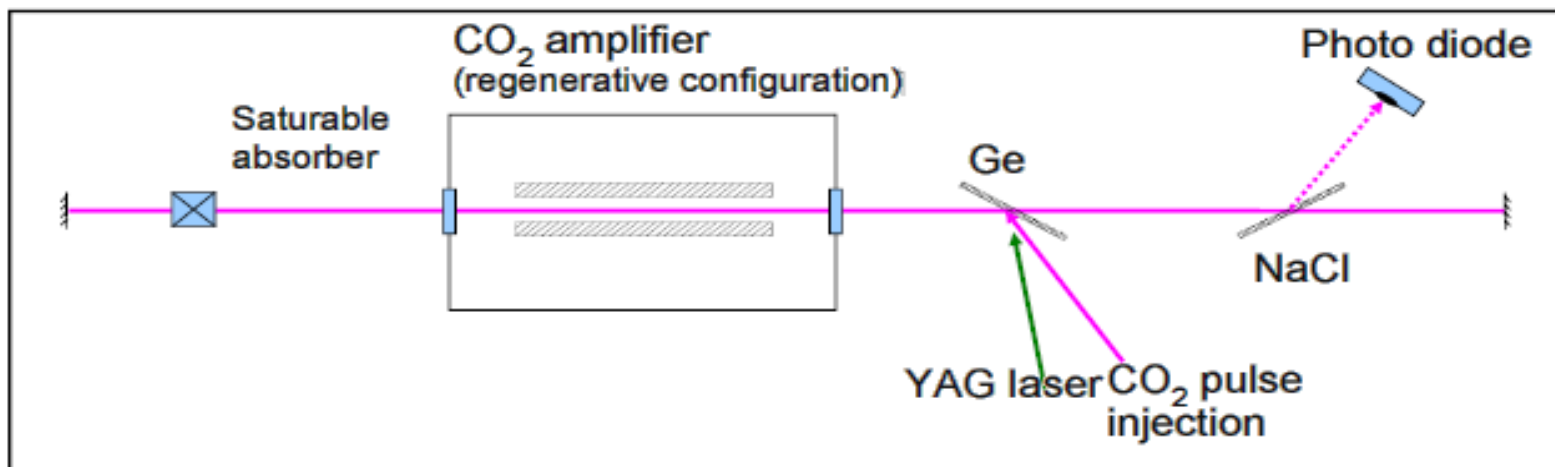 CO2 amplifier
(regenerative configuration)
Photo diode
Saturable
absorber
Ge
NaCl
YAG laser
CO2 pulse
injection